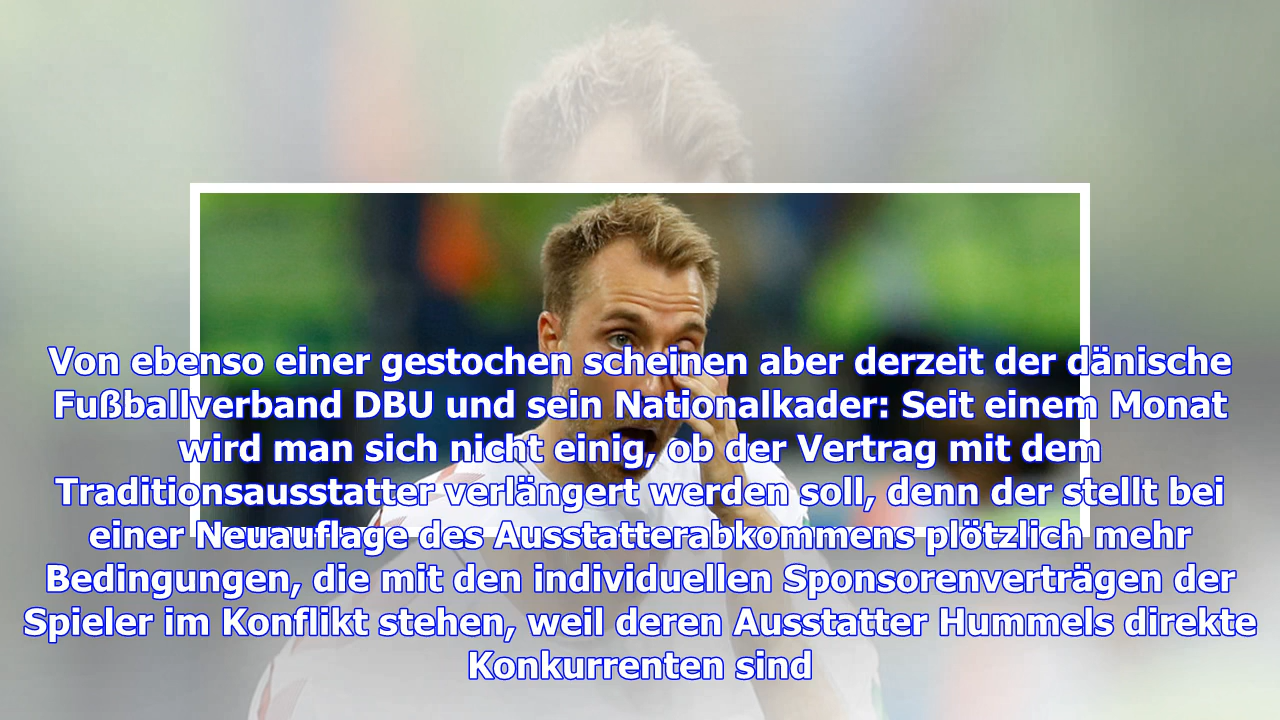 Von ebenso einer gestochen scheinen aber derzeit der dänische
Fußballverband DBU und sein Nationalkader: Seit einem Monat
wird man sich nicht einig, ob der Vertrag mit dem
Traditionsausstatter verlängert werden soll, denn der stellt bei
einer Neuauflage des Ausstatterabkommens plötzlich mehr
Bedingungen, die mit den individuellen Sponsorenverträgen der
Spieler im Konflikt stehen, weil deren Ausstatter Hummels direkte
Konkurrenten sind